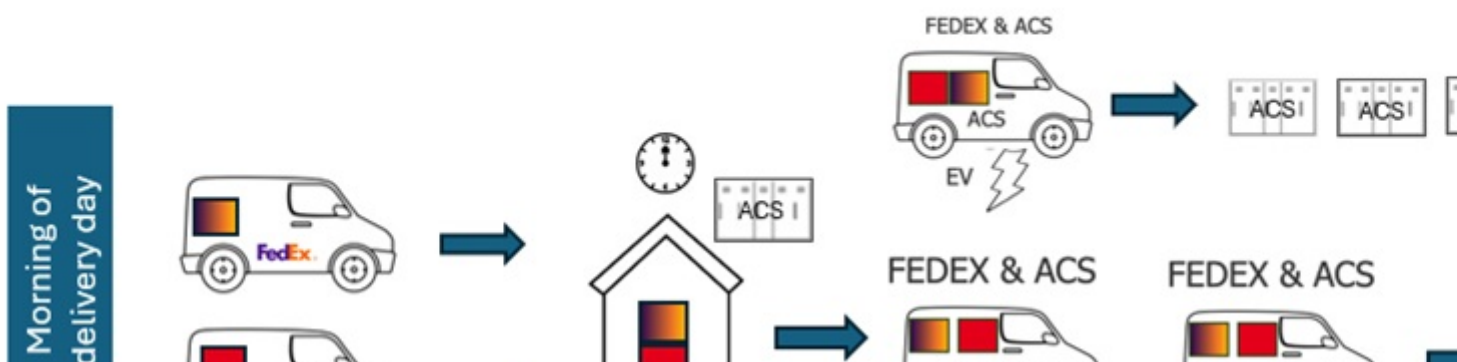 FEDEX & ACS
ACS
EV
ACS
ACS
Morning of
delivery day
FedEx.
ACS
FEDEX & ACS
FEDEX & ACS